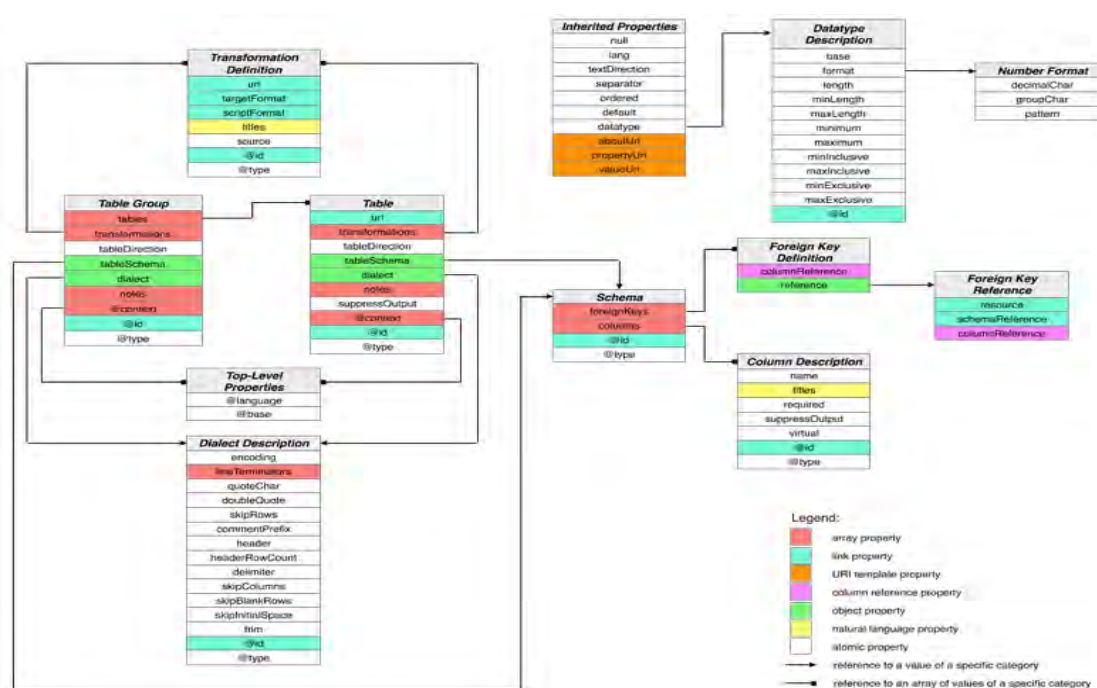 Transformation
Definition
url
targetFormat
scriptFormat
titles
source
@id
@type
Table Group
tables
transformations
tableDirection
tableSchema
dialect
notes
@context
@id
@type
Table
url
transformations
tableDirection
tableSchema
dialect
notes
suppressOutput
@context
@id
@type
Top-Level
Properties
@language
@base
Dialect Description
encoding
lineTerminators
quoteChar
doubleQuote
skipRows
commentPrefix
header
headerRowCount
delimiter
skipColumns
skipBlankRows
skipInitialSpace
trim
@id
@type
Inherited Properties
null
lang
textDirection
separator
ordered
default
datatype
aboutUrl
propertyUrl
valueUrl
Datatype
Description
base
format
length
minLength
maxLength
minimum
maximum
minInclusive
maxInclusive
minExclusive
maxExclusive
@id
Number Format
decimalChar
groupChar
pattern
Schema
foreignKeys
columns
@id
@type
Foreign Key
Definition
columnReference
reference
Foreign Key
Reference
resource
schemaReference
columnReference
Column Description
name
titles
required
suppressOutput
virtual
@id
@type
Legend:
array property
link property
URI template property
column reference property
object property
natural language property
atomic property
reference to a value of a specific category
reference to an array of values of a specific category